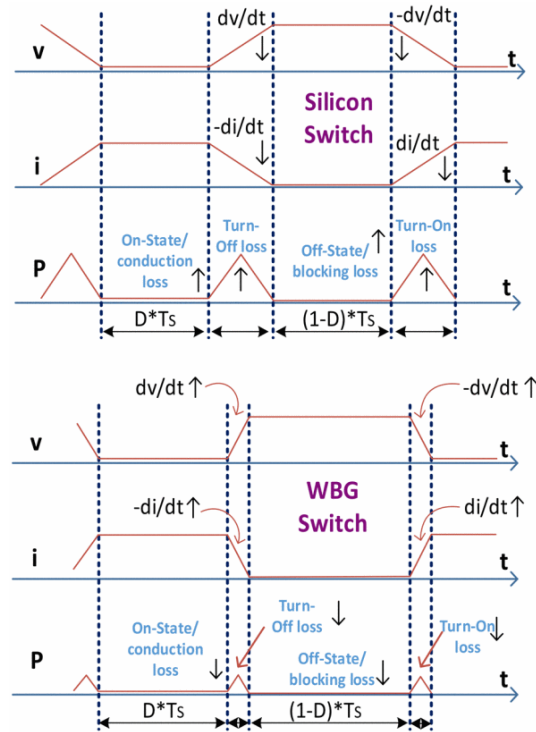 dv/dt ↓
-dv/dt ↓
v
t
Silicon
Switch
-di/dt ↓
di/dt ↓
i
t
On-State/
conduction
loss ↑
Turn-
Off loss
↑
Off-State/ ↑
blocking loss
Turn-On
loss
↑
P
t
D*Ts
(1-D)*Ts
dv/dt ↑
-dv/dt ↑
v
t
WBG
Switch
-di/dt ↑
di/dt ↑
i
t
On-State/
conduction
loss ↓
Turn-
Off loss ↓
Off-State/
blocking loss ↓
Turn-On ↓
loss
P
t
D*Ts
(1-D)*Ts